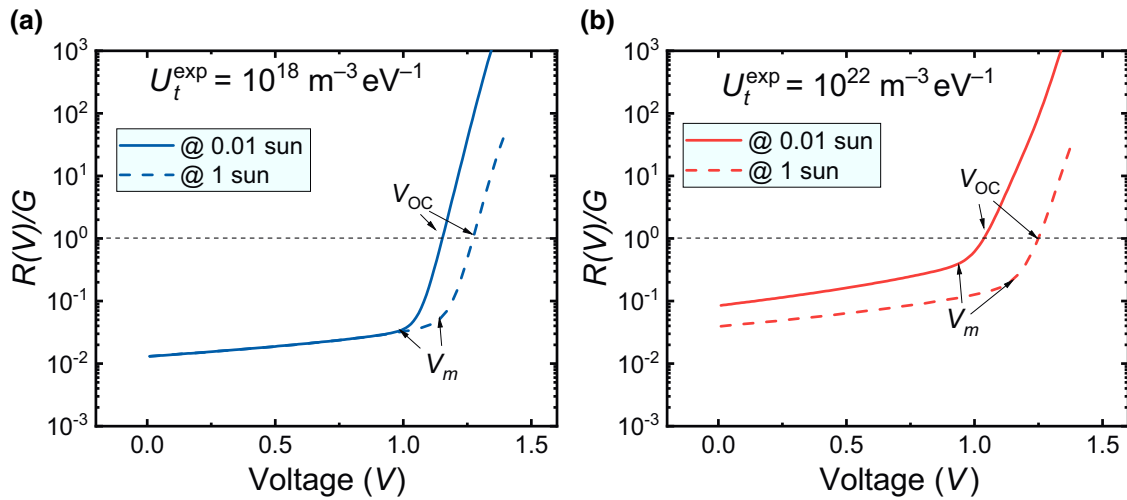 (a)
U_t^exp = 10^18 m^−3 eV^−1
@ 0.01 sun
@ 1 sun
V_OC
V_m
10^3
10^2
10^1
10^0
10^-1
10^-2
10^-3
R(V)/G
0.0
0.5
1.0
1.5
Voltage (V)
(b)
U_t^exp = 10^22 m^−3 eV^−1
@ 0.01 sun
@ 1 sun
V_OC
V_m
10^3
10^2
10^1
10^0
10^-1
10^-2
10^-3
R(V)/G
0.0
0.5
1.0
1.5
Voltage (V)